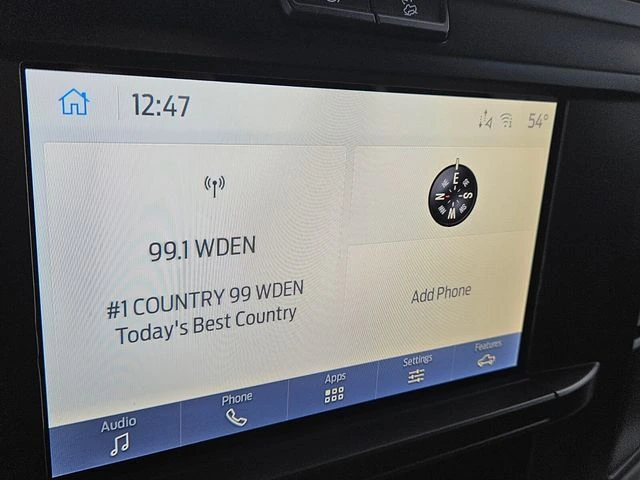 12:47
54°
99.1 WDEN
#1 COUNTRY 99 WDEN
Today's Best Country
E
N
S
W
Add Phone
Audio
Phone
Apps
Settings
Features